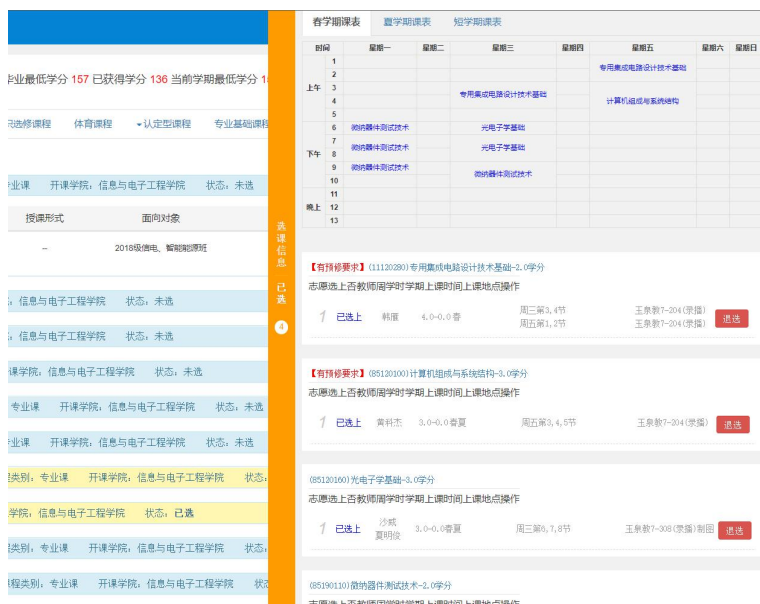 毕业最低学分 157 已获得学分 136 当前学期最低学分
识选修课程 体育课程 认定型课程 专业基础课程
专业课 开课学院：信息与电子工程学院 状态：未选
授课形式 面向对象
-- 2018级信电、智能能源班
：信息与电子工程学院 状态：未选
：信息与电子工程学院 状态：未选
课学院：信息与电子工程学院 状态：未选
专业课 开课学院：信息与电子工程学院 状态：未选
专业课 开课学院：信息与电子工程学院 状态：未选
类别：专业课 开课学院：信息与电子工程学院 状态：
学院：信息与电子工程学院 状态：已选
类别：专业课 开课学院：信息与电子工程学院 状态：
程类别：专业课 开课学院：信息与电子工程学院 状态
选课信息 已选 4
春学期课表 夏学期课表 短学期课表
时间 星期一 星期二 星期三 星期四 星期五 星期六 星期日
1
专用集成电路设计技术基础
2
上午 3
专用集成电路设计技术基础
4 计算机组成与系统结构
5
6 微纳器件测试技术 光电子学基础
7
微纳器件测试技术 光电子学基础
下午 8
9 微纳器件测试技术
微纳器件测试技术
10
11
晚上 12
13
【有预修要求】(11120280)专用集成电路设计技术基础-2.0学分
志愿选上否教师周学时学期上课时间上课地点操作
1 已选上 韩雁 4.0-0.0 春 周三第3,4节 玉泉教7-204(录播) 退选
周五第1,2节 玉泉教7-204(录播)
【有预修要求】(85120100)计算机组成与系统结构-3.0学分
志愿选上否教师周学时学期上课时间上课地点操作
1 已选上 黄科杰 3.0-0.0 春夏 周五第3,4,5节 玉泉教7-204(录播) 退选
(85120160)光电子学基础-3.0学分
志愿选上否教师周学时学期上课时间上课地点操作
1 已选上 沙威 3.0-0.0春夏 周三第6,7,8节 玉泉教7-308(录播)制图 退选
夏明俊
(85190110)微纳器件测试技术-2.0学分
志愿选上否教师周学时学期上课时间上课地点操作